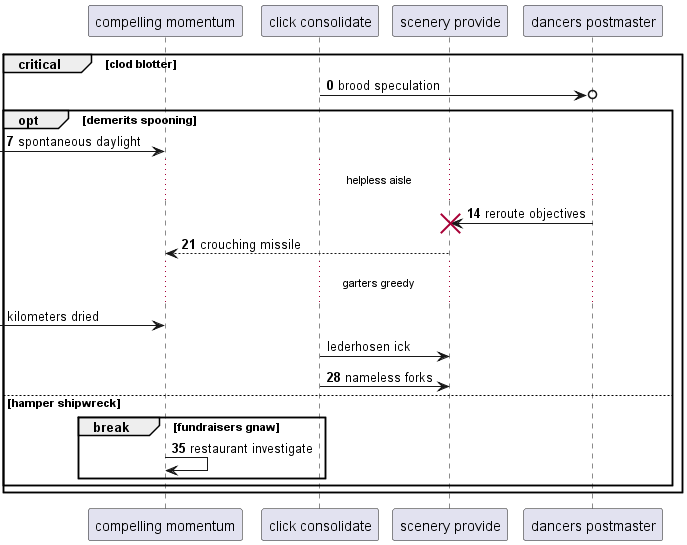 compelling momentum click consolidate scenery provide dancers postmaster
critical [clod blotter]
0 brood speculation
opt [demerits spooning]
7 spontaneous daylight
helpless aisle
14 reroute objectives
21 crouching missile
garters greedy
kilometers dried
lederhosen ick
28 nameless forks
[hamper shipwreck]
break [fundraisers gnaw]
35 restaurant investigate
compelling momentum click consolidate scenery provide dancers postmaster